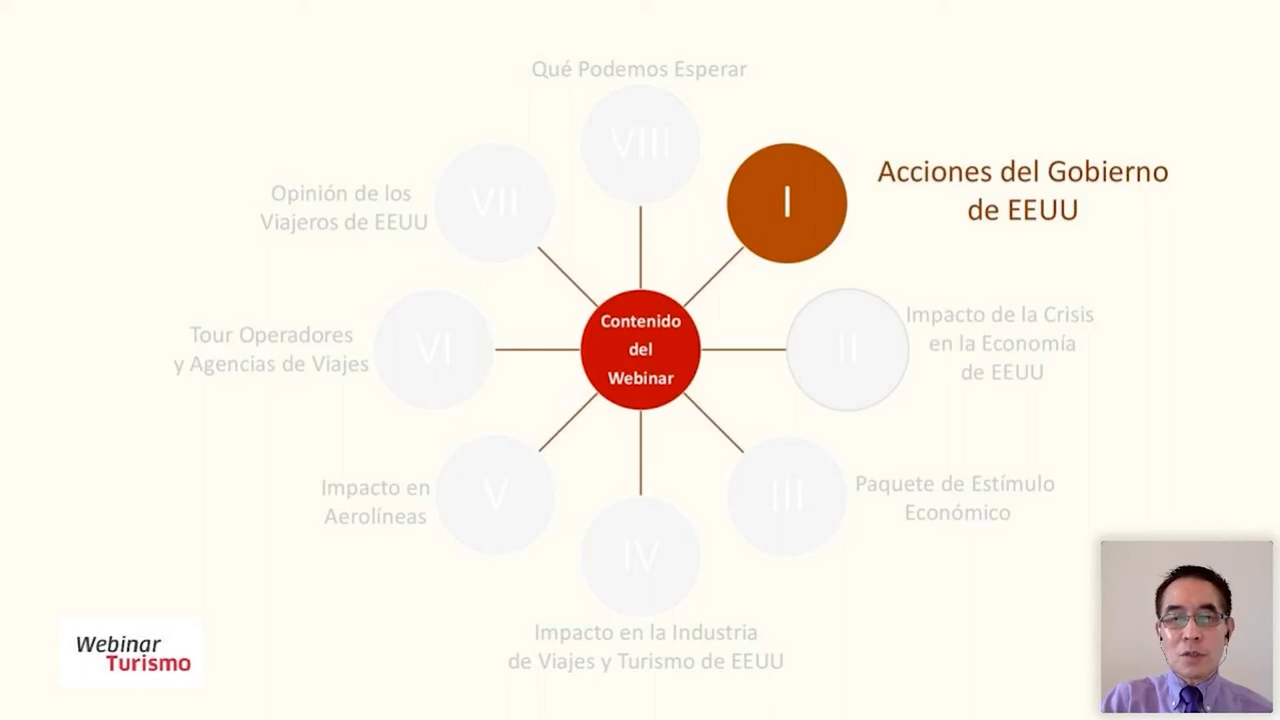 Qué Podemos Esperar
VIII
I
Acciones del Gobierno
de EEUU
II
Impacto de la Crisis
en la Economía
de EEUU
III
Paquete de Estímulo
Económico
IV
Impacto en la Industria
de Viajes y Turismo de EEUU
V
Impacto en
Aerolíneas
VI
Tour Operadores
y Agencias de Viajes
VII
Opinión de los
Viajeros de EEUU
Contenido
del
Webinar
Webinar
Turismo